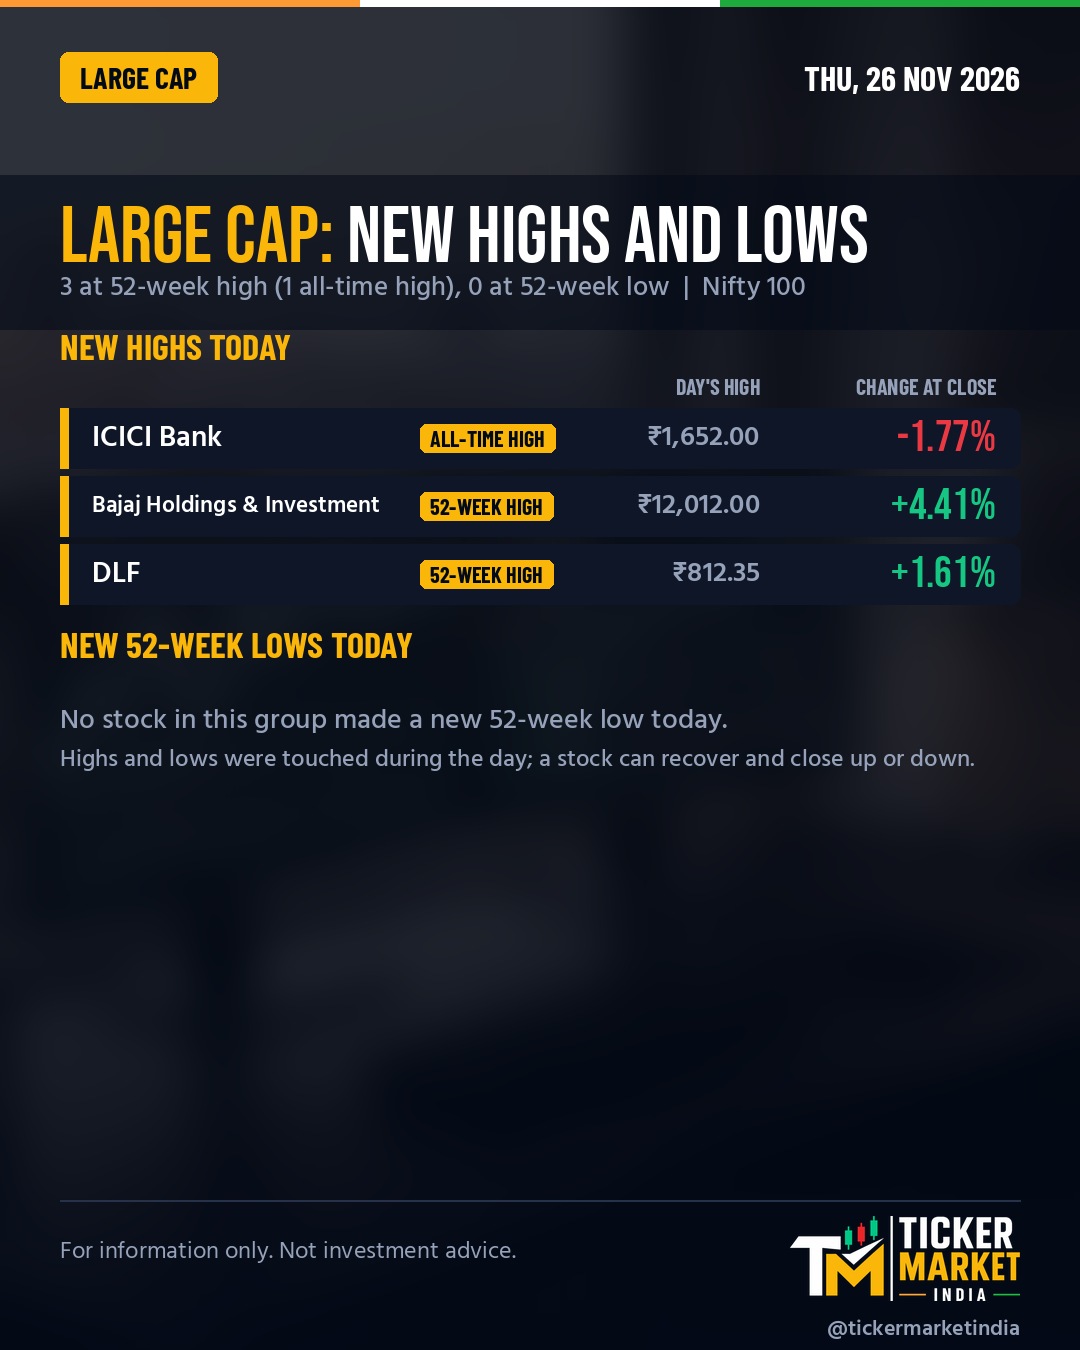 LARGE CAP
THU, 26 NOV 2026
LARGE CAP: NEW HIGHS AND LOWS
3 at 52-week high (1 all-time high), 0 at 52-week low | Nifty 100
NEW HIGHS TODAY
DAY'S HIGH CHANGE AT CLOSE
ICICI Bank ALL-TIME HIGH ₹1,652.00 -1.77%
Bajaj Holdings & Investment 52-WEEK HIGH ₹12,012.00 +4.41%
DLF 52-WEEK HIGH ₹812.35 +1.61%
NEW 52-WEEK LOWS TODAY
No stock in this group made a new 52-week low today.
Highs and lows were touched during the day; a stock can recover and close up or down.
For information only. Not investment advice.
TM
TICKER
MARKET
INDIA
@tickermarketindia